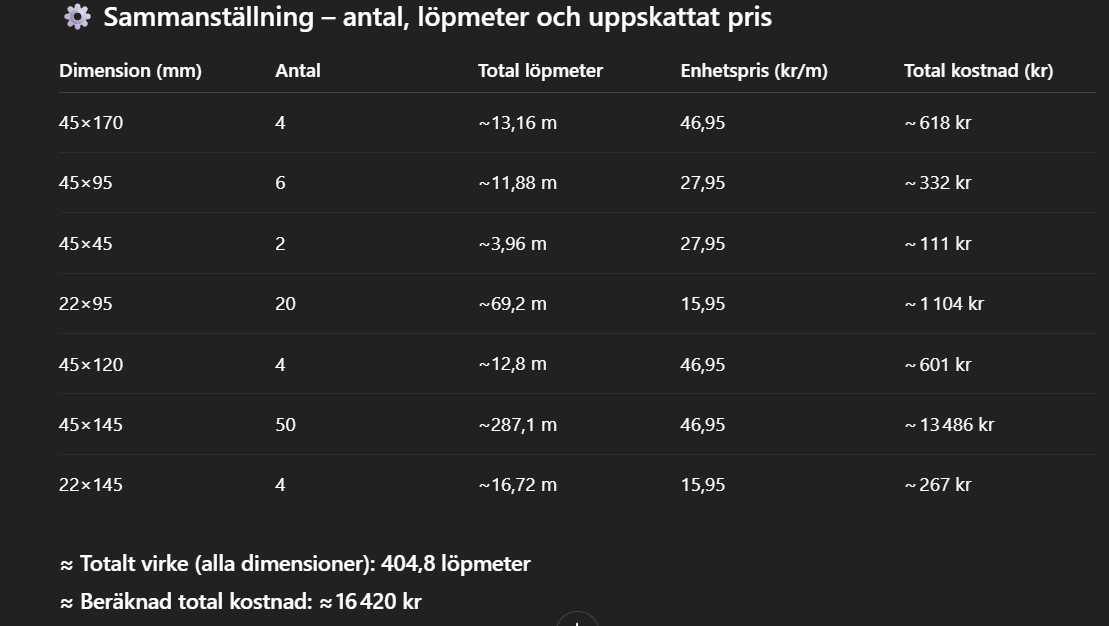 ⚙️ Sammanställning – antal, löpmeter och uppskattat pris
Dimension (mm) Antal Total löpmeter Enhetspris (kr/m) Total kostnad (kr)
45×170 4 ~13,16 m 46,95 ~ 618 kr
45×95 6 ~11,88 m 27,95 ~ 332 kr
45×45 2 ~3,96 m 27,95 ~ 111 kr
22×95 20 ~69,2 m 15,95 ~ 1 104 kr
45×120 4 ~12,8 m 46,95 ~ 601 kr
45×145 50 ~287,1 m 46,95 ~ 13 486 kr
22×145 4 ~16,72 m 15,95 ~ 267 kr
≈ Totalt virke (alla dimensioner): 404,8 löpmeter
≈ Beräknad total kostnad: ≈ 16 420 kr